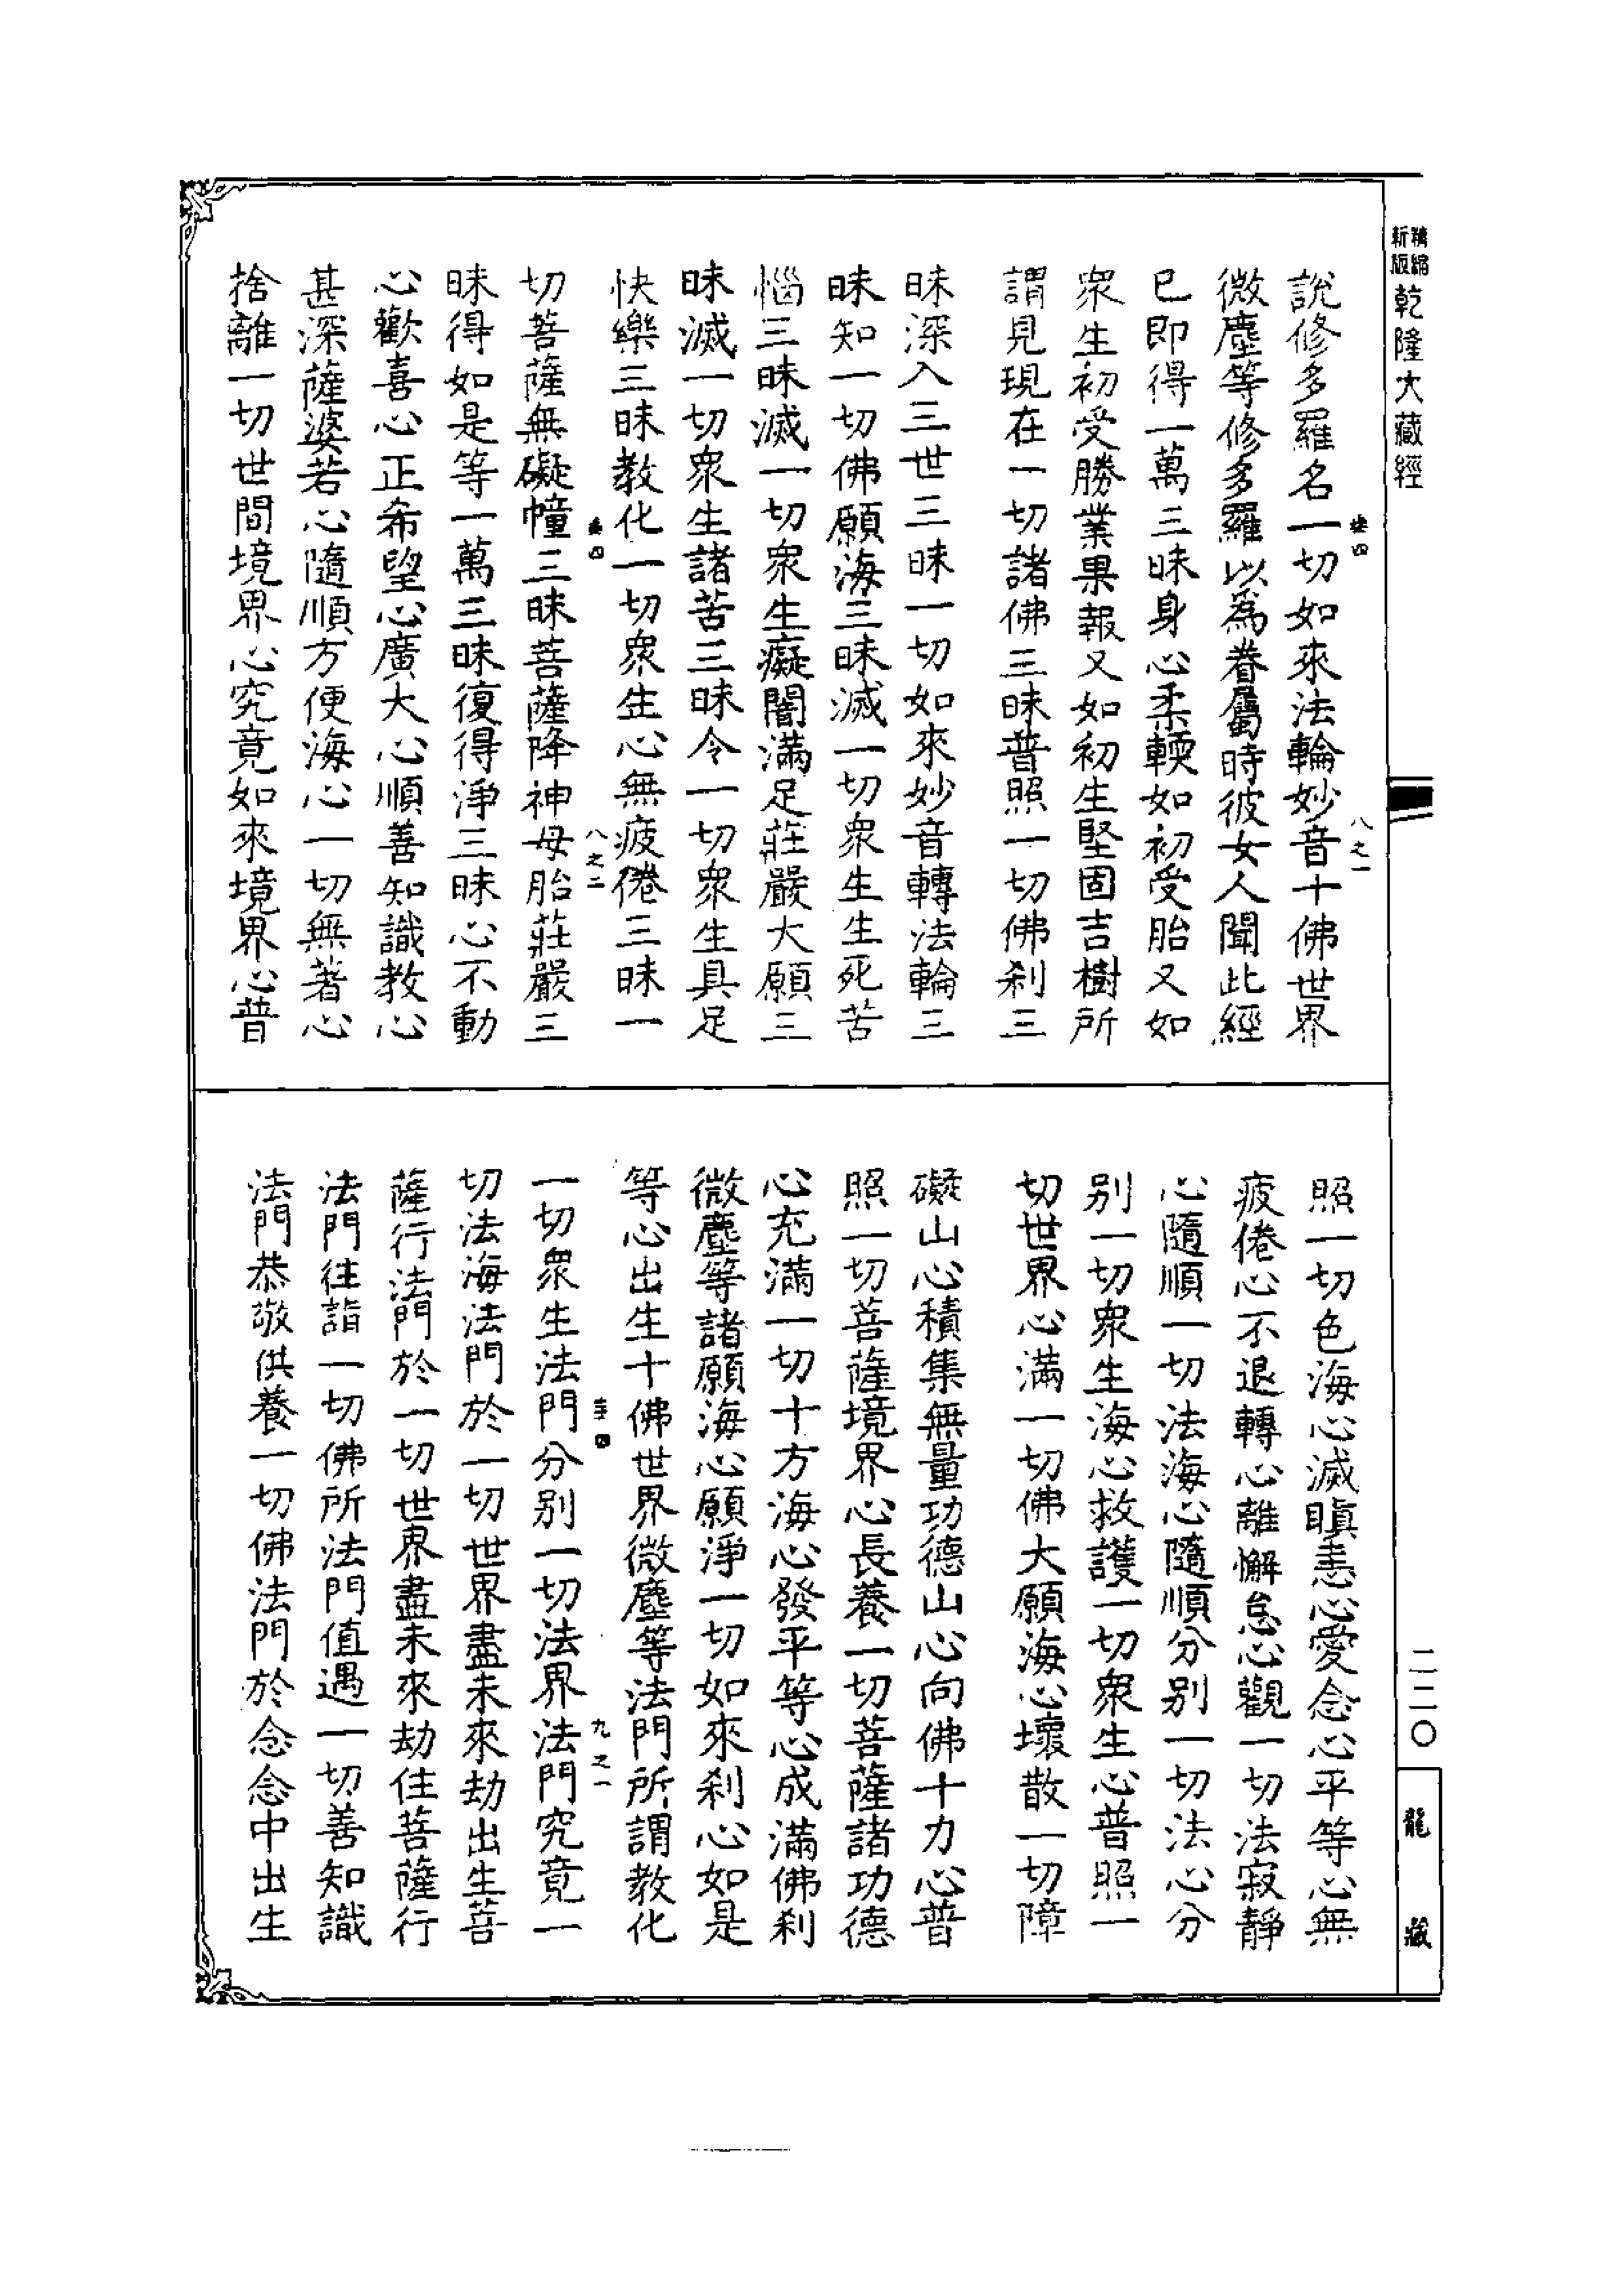 精縮
新版
乾隆大藏經
說修多羅名一切如來法輪妙音十佛世界
微塵等修多羅以爲眷屬時彼女人聞此經
已即得一萬三昧身心柔輭如初受胎又如
衆生初受勝業果報又如初生堅固吉樹所
謂見現在一切諸佛三昧普照一切佛刹三
昧深入三世三昧一切如來妙音轉法輪三
昧知一切佛願海三昧滅一切衆生生死苦
惱三昧滅一切衆生癡闇滿足莊嚴大願三
昧滅一切衆生諸苦三昧令一切衆生具足
快樂三昧教化一切衆生心無疲倦三昧一
切菩薩無礙幢三昧菩薩降神母胎莊嚴三
昧得如是等一萬三昧復得淨三昧心不動
心歡喜心正希望心廣大心順善知識教心
甚深薩婆若心隨順方便海心一切無著心
捨離一切世間境界心究竟如來境界心普
八之一
八之二
照一切色海心滅瞋恚心愛念心平等心無
疲倦心不退轉心離懈怠心觀一切法寂靜
心隨順一切法海心隨順分別一切法心分
別一切衆生海心救護一切衆生心普照一
切世界心滿一切佛大願海心壞散一切障
礙山心積集無量功德山心向佛十力心普
照一切菩薩境界心長養一切菩薩諸功德
心充滿一切十方海心發平等心成滿佛刹
微塵等諸願海心願淨一切如來刹心如是
等心出生十佛世界微塵等法門所謂教化
一切衆生法門分別一切法界法門究竟一
切法海法門於一切世界盡未來劫出生菩
薩行法門於一切世界盡未來劫住菩薩行
法門往詣一切佛所法門值遇一切善知識
法門恭敬供養一切佛法門於念念中出生
九之一
二二〇
龍藏